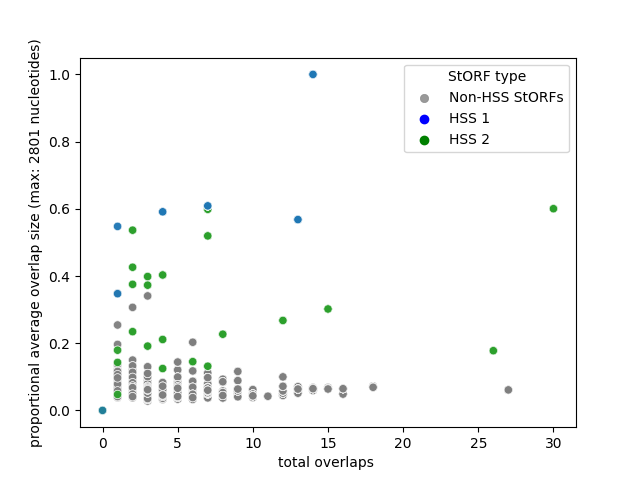 proportional average overlap size (max: 2801 nucleotides)
1.0
0.8
0.6
0.4
0.2
0.0
StORF type
Non-HSS StORFs
HSS 1
HSS 2
0 5 10 15 20 25 30
total overlaps